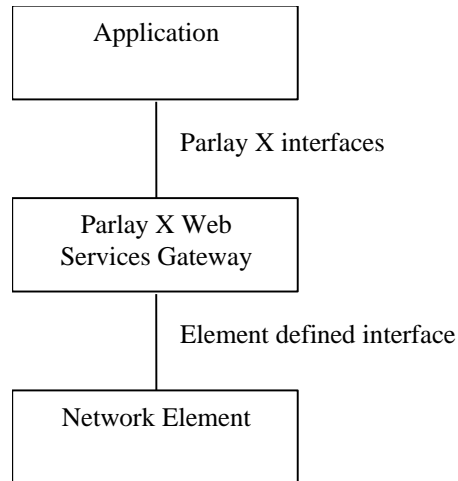 Application
Parlay X interfaces
Parlay X Web
Services Gateway
Element defined interface
Network Element